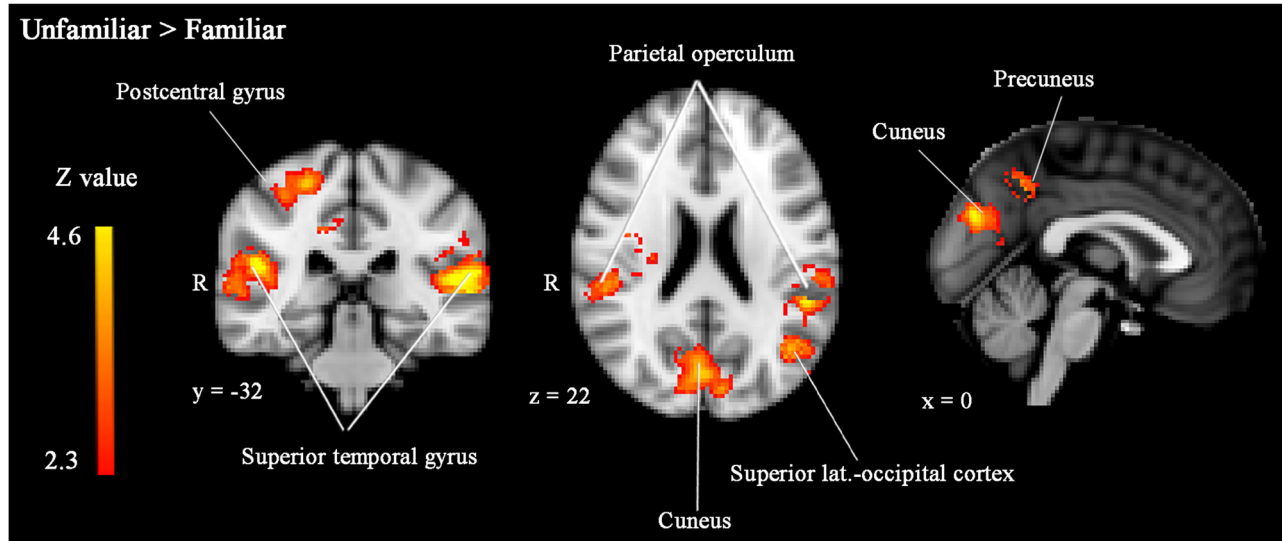 Unfamiliar > Familiar
Parietal operculum
Precuneus
Postcentral gyrus
Cuneus
Z value
4.6
R
R
2.3
y = -32
z = 22
x = 0
Superior temporal gyrus
Superior lat.-occipital cortex
Cuneus